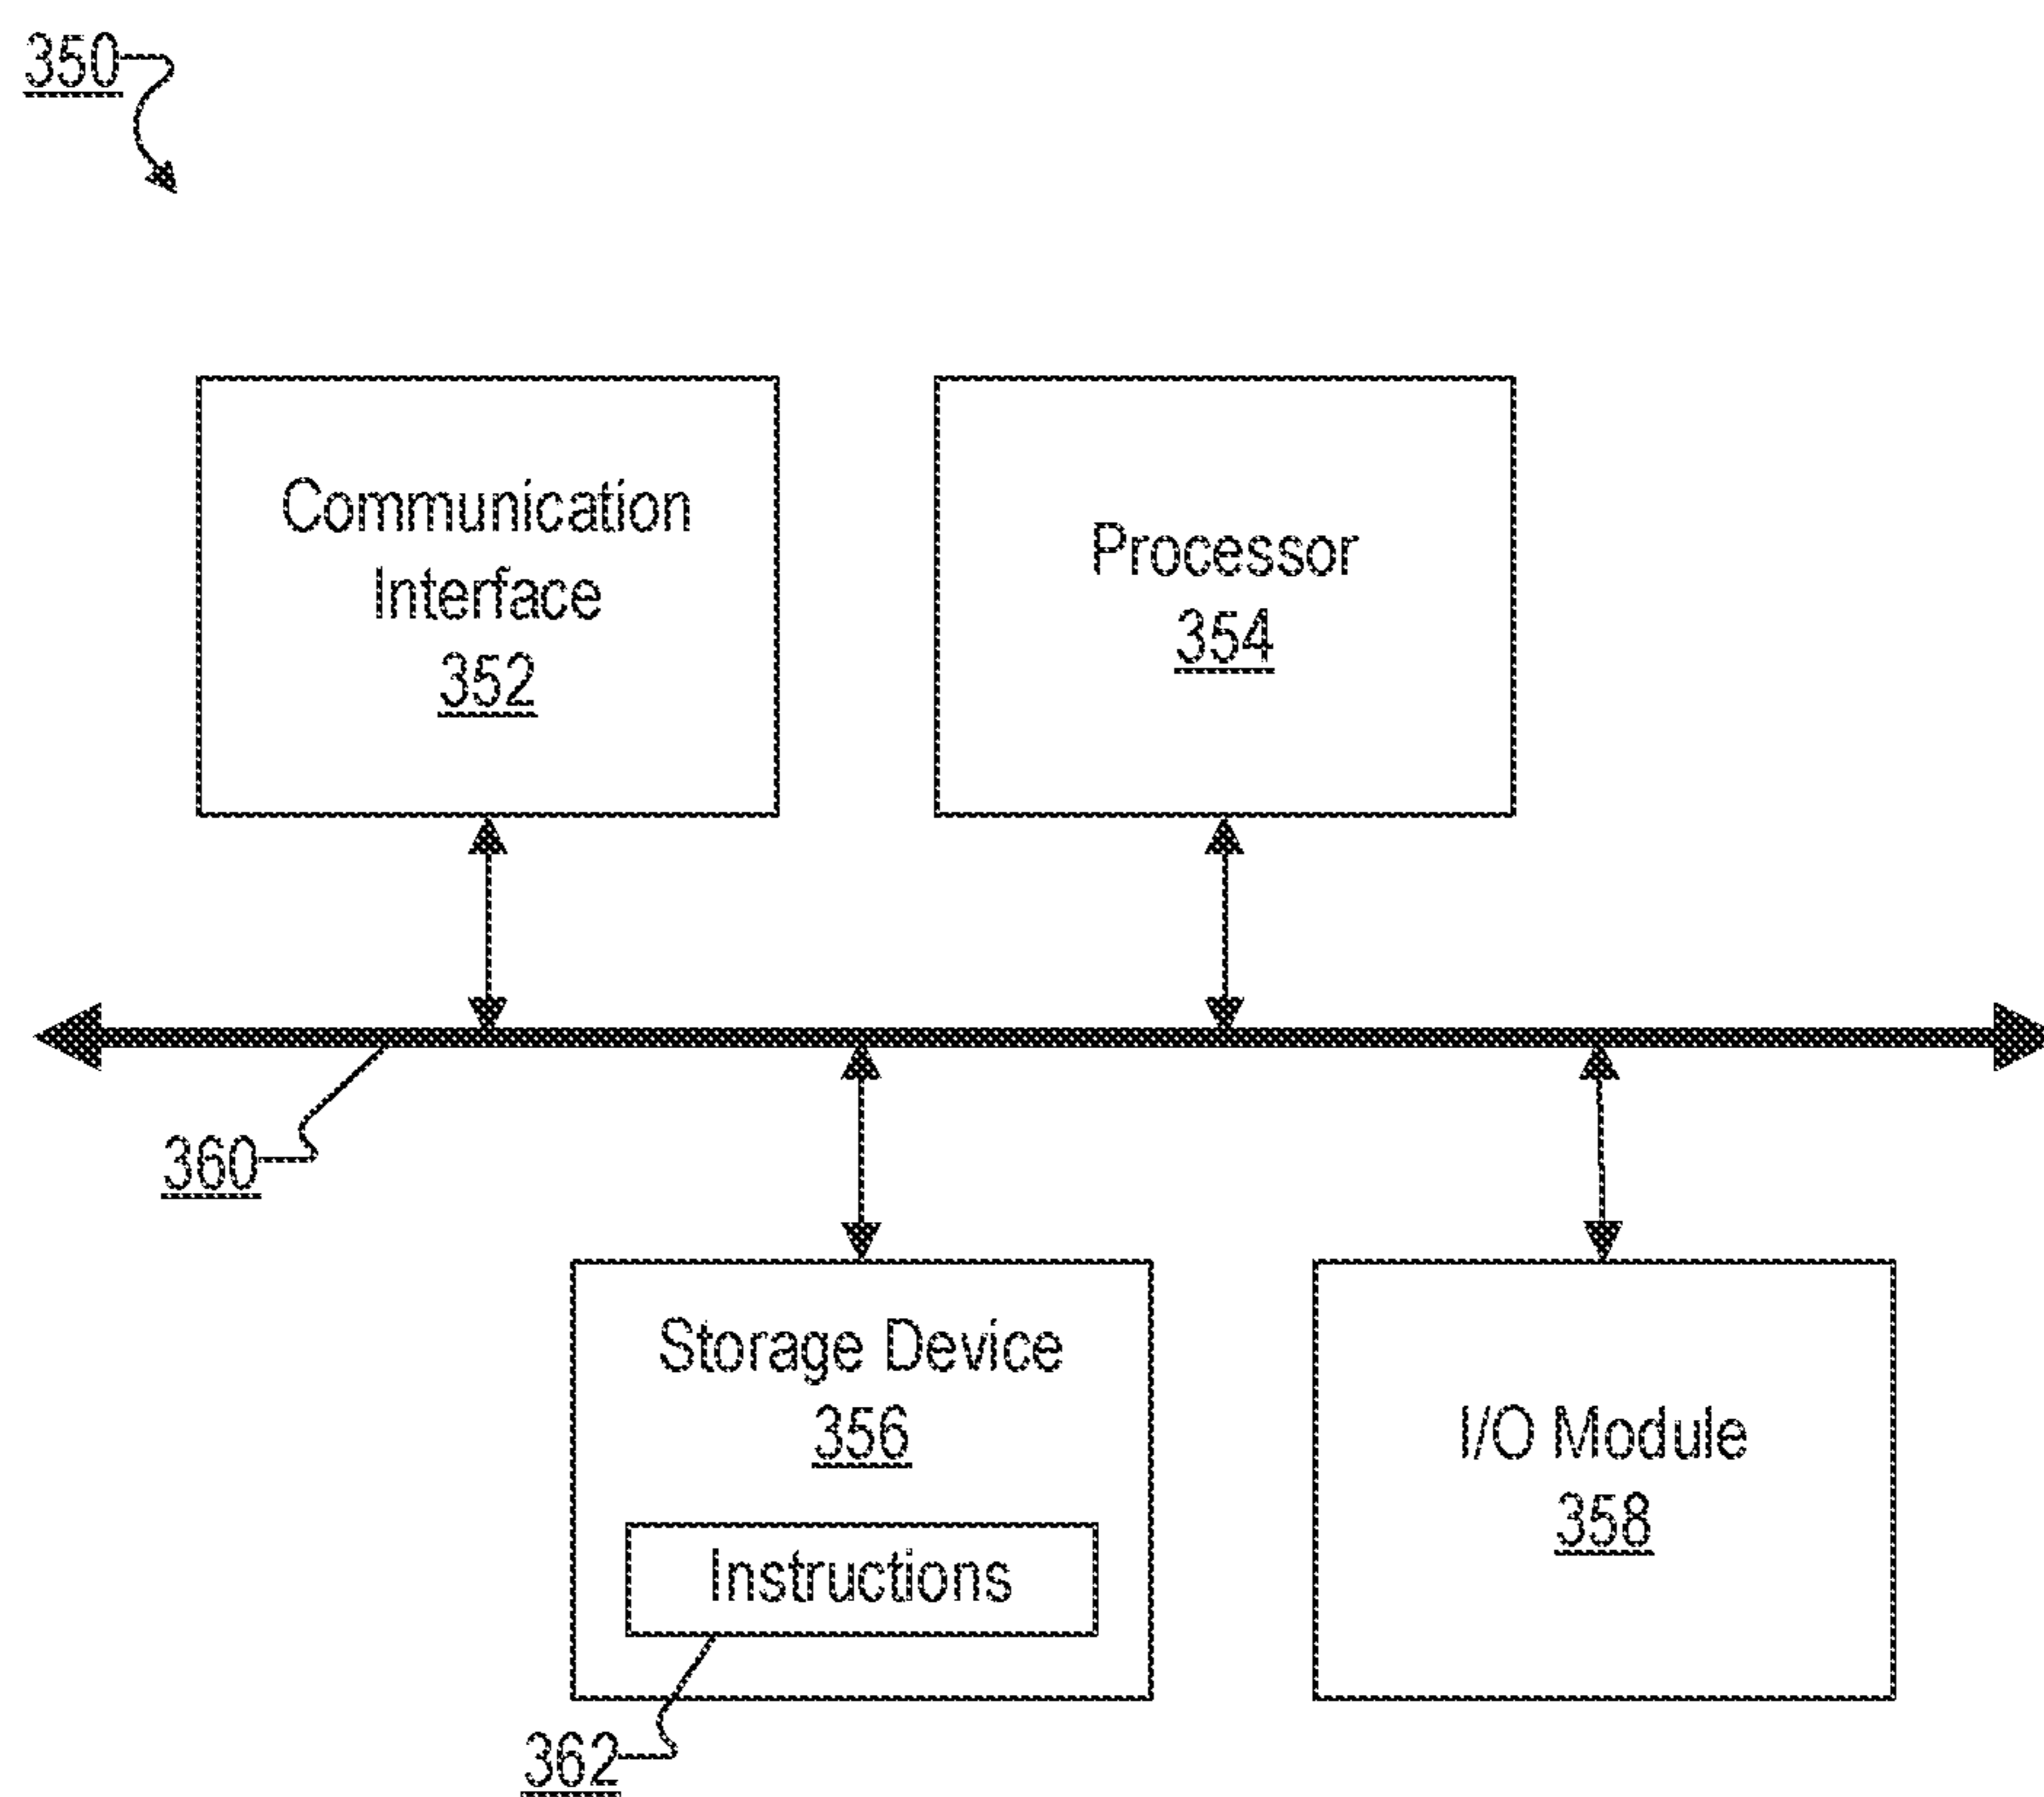 350
Communication
Interface
352
Processor
354
360
Storage Device
356
Instructions
362
I/O Module
358